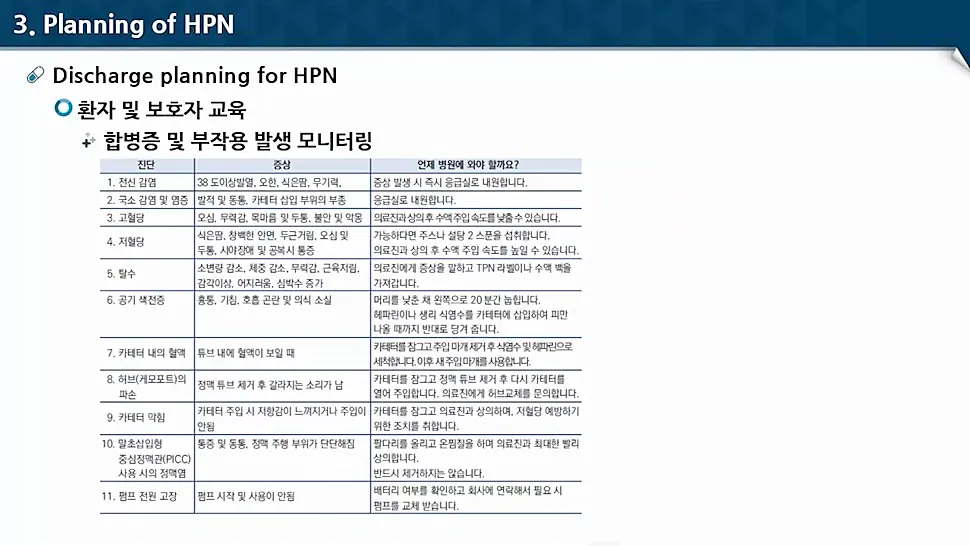 3. Planning of HPN
Discharge planning for HPN
환자 및 보호자 교육
합병증 및 부작용 발생 모니터링
진단 증상 언제 병원에 와야 할까요?
1. 전신 감염 38 도이상발열, 오한, 식은땀, 무기력, 증상 발생 시 즉시 응급실로 내원합니다.
2. 국소 감염 및 염증 발적 및 동통, 카테터 삽입 부위의 부종 응급실로 내원합니다.
3. 고혈당 오심, 무력감, 목마름 및 두통, 불안 및 악몽 의료진과 상의 후 수액 주입 속도를 낮출 수 있습니다.
4. 저혈당
식은땀, 창백한 안면, 두근거림, 오심 및
두통, 시야장애 및 공복시 통증
가능하다면 주스나 설탕 2 스푼을 섭취합니다.
의료진과 상의 후 수액 주입 속도를 높일 수 있습니다.
5. 탈수
소변량 감소, 체중 감소, 무력감, 근육저림,
감각이상, 어지러움, 심박수 증가
의료진에게 증상을 말하고 TPN 라벨이나 수액 백을
가져갑니다.
6. 공기 색전증 흉통, 기침, 호흡 곤란 및 의식 소실
머리를 낮춘 채 왼쪽으로 20 분간 눕힙니다.
헤파린이나 생리 식염수를 카테터에 삽입하여 피만
나올 때까지 반대로 당겨 줍니다.
7. 카테터 내의 혈액 튜브 내에 혈액이 보일 때
카테터를 잠그고 주입 마개 제거 후 식염수 및 헤파린으로
세척합니다. 이후 새 주입 마개를 사용합니다.
8. 허브(케모포트)의
파손
정맥 튜브 제거 후 갈라지는 소리가 남
카테터를 잠그고 정맥 튜브 제거 후 다시 카테터를
열어 주입합니다. 의료진에게 허브교체를 문의합니다.
9. 카테터 막힘
카테터 주입 시 저항감이 느껴지거나 주입이
안됨
카테터를 잠그고 의료진과 상의하며, 저혈당 예방하기
위한 조치를 취합니다.
10. 말초삽입형
중심정맥관(PICC)
사용 시의 정맥염
통증 및 동통, 정맥 주행 부위가 단단해짐
팔다리를 올리고 온찜질을 하며 의료진과 최대한 빨리
상의합니다.
반드시 제거하지는 않습니다.
11. 펌프 전원 고장 펌프 시작 및 사용이 안됨
배터리 여부를 확인하고 회사에 연락해서 필요 시
펌프를 교체 받습니다.